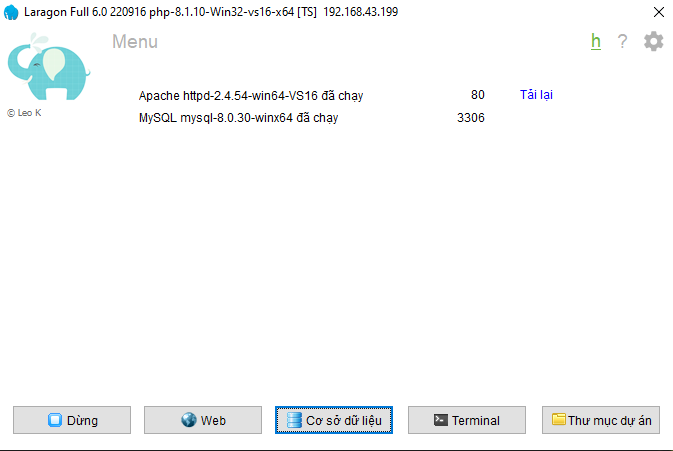 Laragon Full 6.0 220916 php-8.1.10-Win32-vs16-x64 [TS] 192.168.43.199
Menu h ?
© Leo K
Apache httpd-2.4.54-win64-VS16 đã chạy 80 Tải lại
MySQL mysql-8.0.30-winx64 đã chạy 3306
Dừng Web Cơ sở dữ liệu Terminal Thư mục dự án